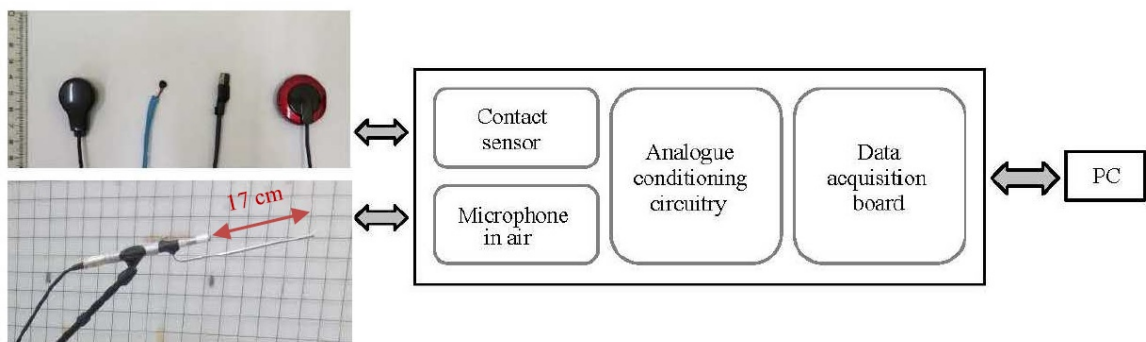 17 cm
Contact
sensor
Microphone
in air
Analogue
conditioning
circuitry
Data
acquisition
board
PC